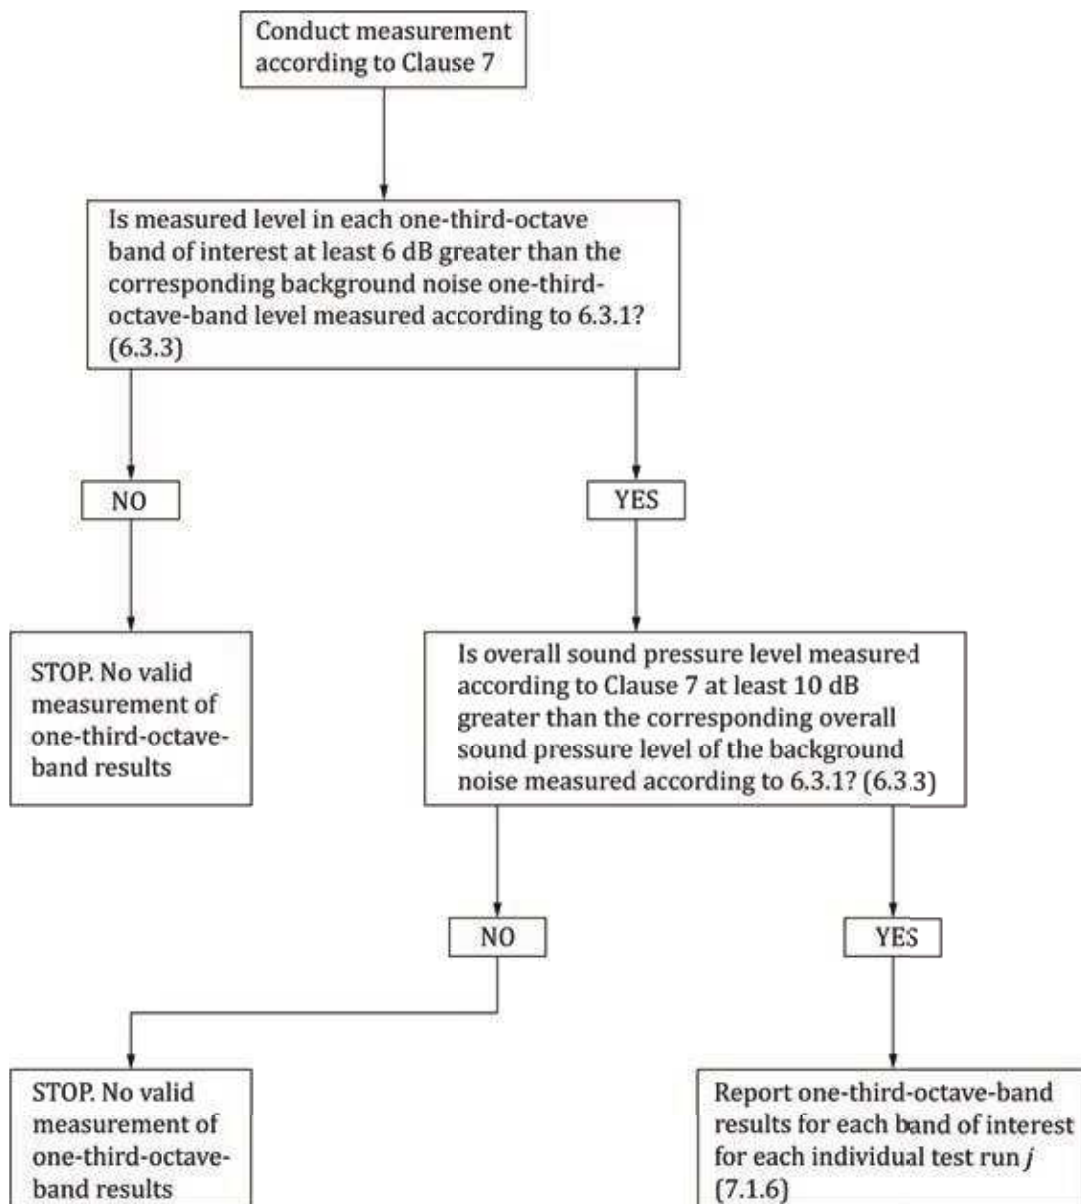 Conduct measurement
according to Clause 7
Is measured level in each one-third-octave
band of interest at least 6 dB greater than the
corresponding background noise one-third-
octave-band level measured according to 6.3.1?
(6.3.3)
NO
YES
STOP. No valid
measurement of
one-third-octave-
band results
Is overall sound pressure level measured
according to Clause 7 at least 10 dB
greater than the corresponding overall
sound pressure level of the background
noise measured according to 6.3.1? (6.3.3)
NO
YES
STOP. No valid
measurement of
one-third-octave-
band results
Report one-third-octave-band
results for each band of interest
for each individual test run j
(7.1.6)